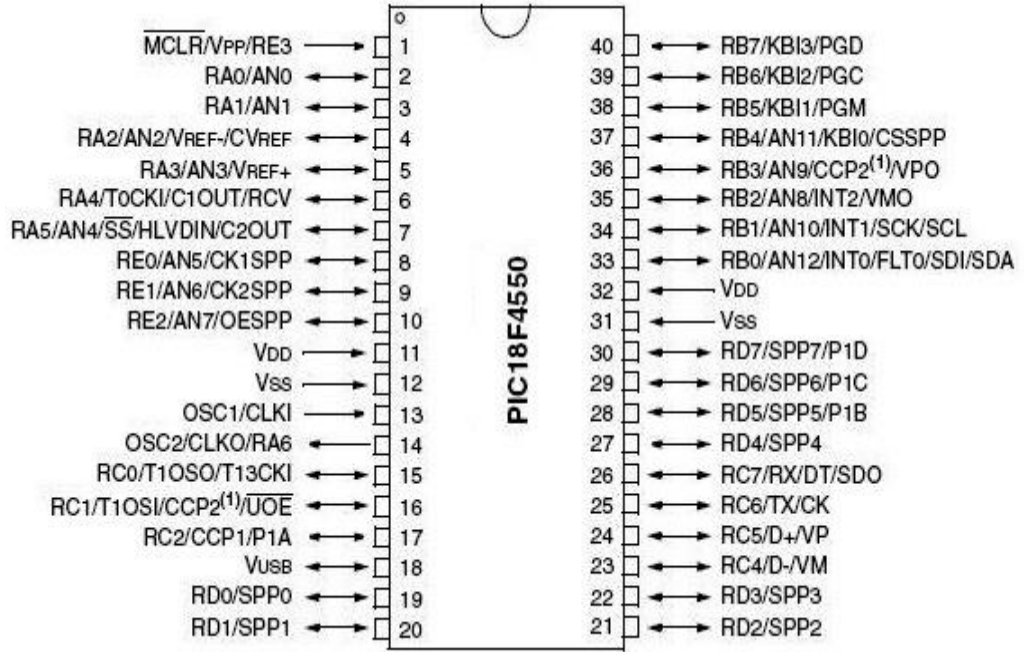 MCLR/VPP/RE3 1 40 RB7/KBI3/PGD
RA0/AN0 2 39 RB6/KBI2/PGC
RA1/AN1 3 38 RB5/KBI1/PGM
RA2/AN2/VREF-/CVREF 4 37 RB4/AN11/KBI0/CSSPP
RA3/AN3/VREF+ 5 36 RB3/AN9/CCP2(1)/VPO
RA4/T0CKI/C1OUT/RCV 6 35 RB2/AN8/INT2/VMO
RA5/AN4/SS/HLVDIN/C2OUT 7 34 RB1/AN10/INT1/SCK/SCL
RE0/AN5/CK1SPP 8 33 RB0/AN12/INT0/FLT0/SDI/SDA
RE1/AN6/CK2SPP 9 32 VDD
RE2/AN7/OESPP 10 31 VSS
VDD 11 30 RD7/SPP7/P1D
VSS 12 29 RD6/SPP6/P1C
OSC1/CLKI 13 28 RD5/SPP5/P1B
OSC2/CLKO/RA6 14 27 RD4/SPP4
RC0/T1OSO/T13CKI 15 26 RC7/RX/DT/SDO
RC1/T1OSI/CCP2(1)/UOE 16 25 RC6/TX/CK
RC2/CCP1/P1A 17 24 RC5/D+/VP
VUSB 18 23 RC4/D-/VM
RD0/SPP0 19 22 RD3/SPP3
RD1/SPP1 20 21 RD2/SPP2
PIC18F4550